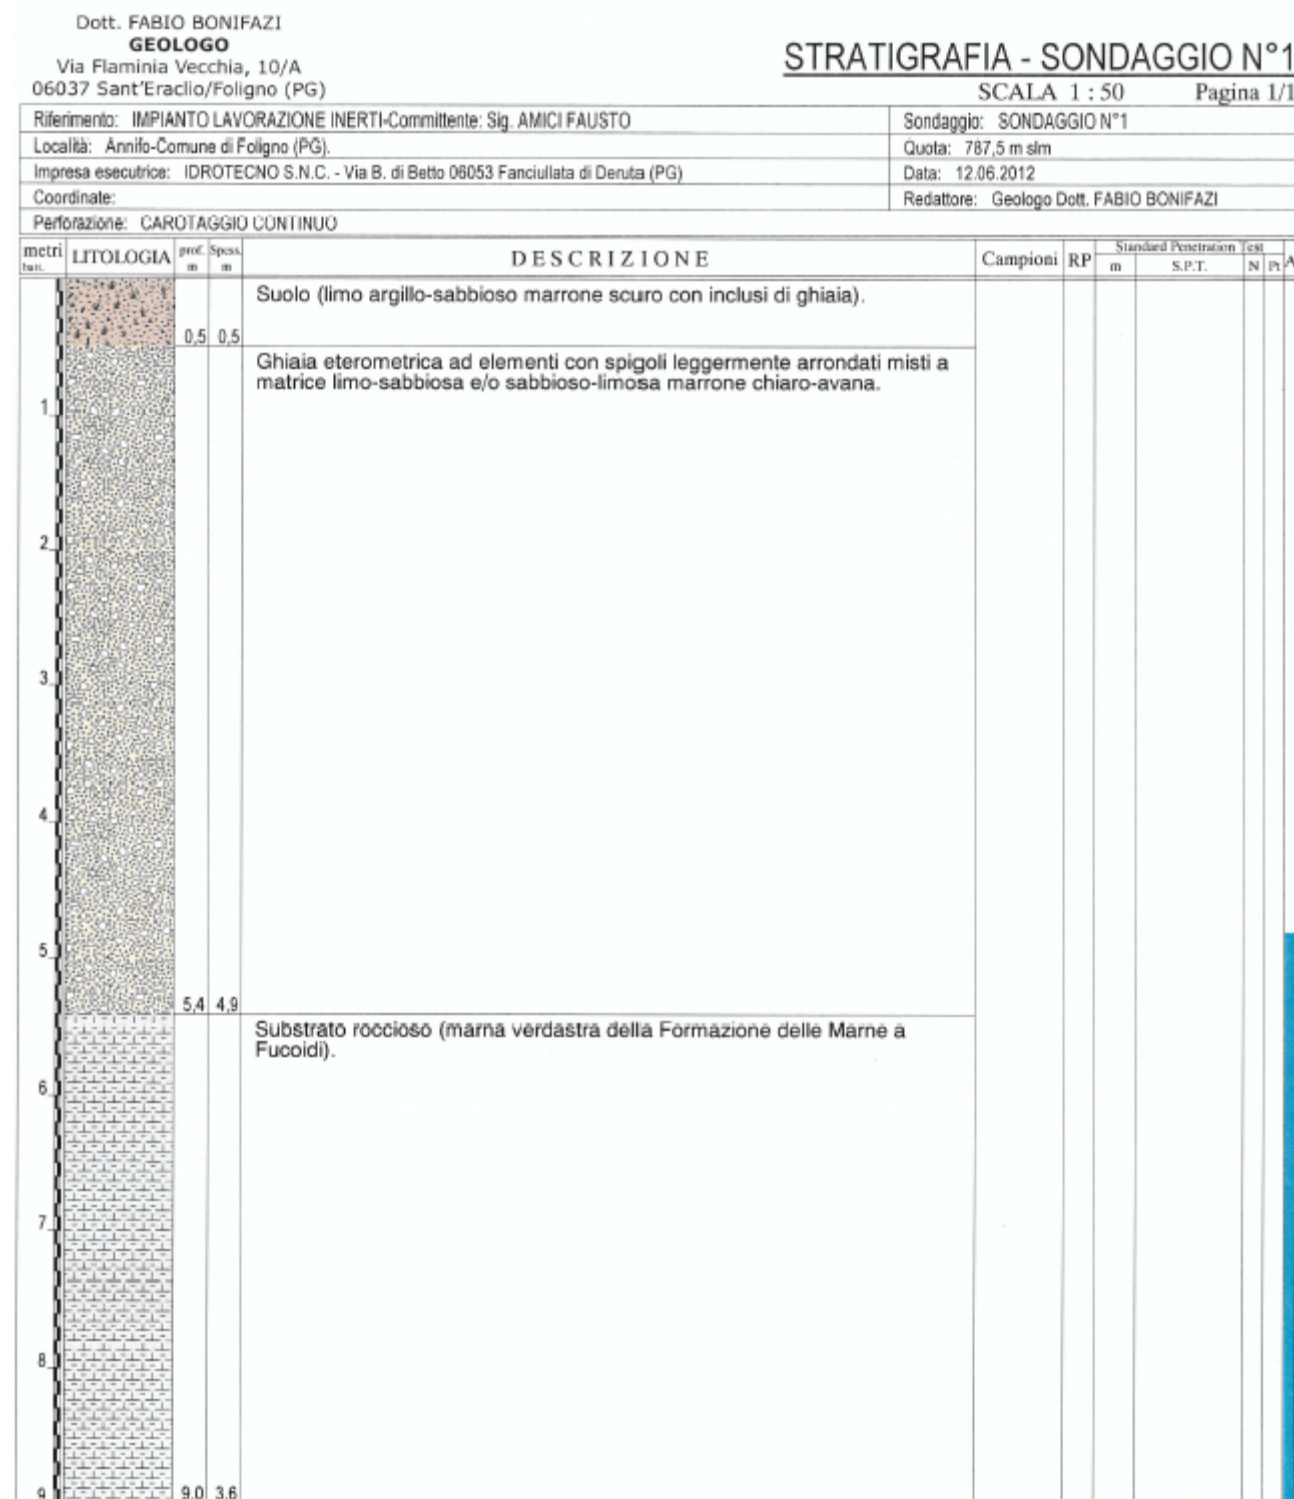 Dott. FABIO BONIFAZI
GEOLOGO
Via Flaminia Vecchia, 10/A
06037 Sant'Eraclio/Foligno (PG)
STRATIGRAFIA - SONDAGGIO N°1
SCALA 1 : 50 Pagina 1/1
Riferimento: IMPIANTO LAVORAZIONE INERTI-Committente: Sig. AMICI FAUSTO
Sondaggio: SONDAGGIO N°1
Località: Annifo-Comune di Foligno (PG).
Quota: 787,5 m slm
Impresa esecutrice: IDROTECNO S.N.C. - Via B. di Betto 06053 Fanciullata di Deruta (PG)
Data: 12.06.2012
Coordinate:
Redattore: Geologo Dott. FABIO BONIFAZI
Perforazione: CAROTAGGIO CONTINUO
metri batt. LITOLOGIA prof. m Spess. m DESCRIZIONE Campioni RP Standard Penetration Test m S.P.T. N Pt A
Suolo (limo argillo-sabbioso marrone scuro con inclusi di ghiaia).
0,5 0,5
Ghiaia eterometrica ad elementi con spigoli leggermente arrondati misti a
matrice limo-sabbiosa e/o sabbioso-limosa marrone chiaro-avana.
1
2
3
4
5
5,4 4,9
Substrato roccioso (marna verdastra della Formazione delle Marne a
Fucoidi).
6
7
8
9 9,0 3,6